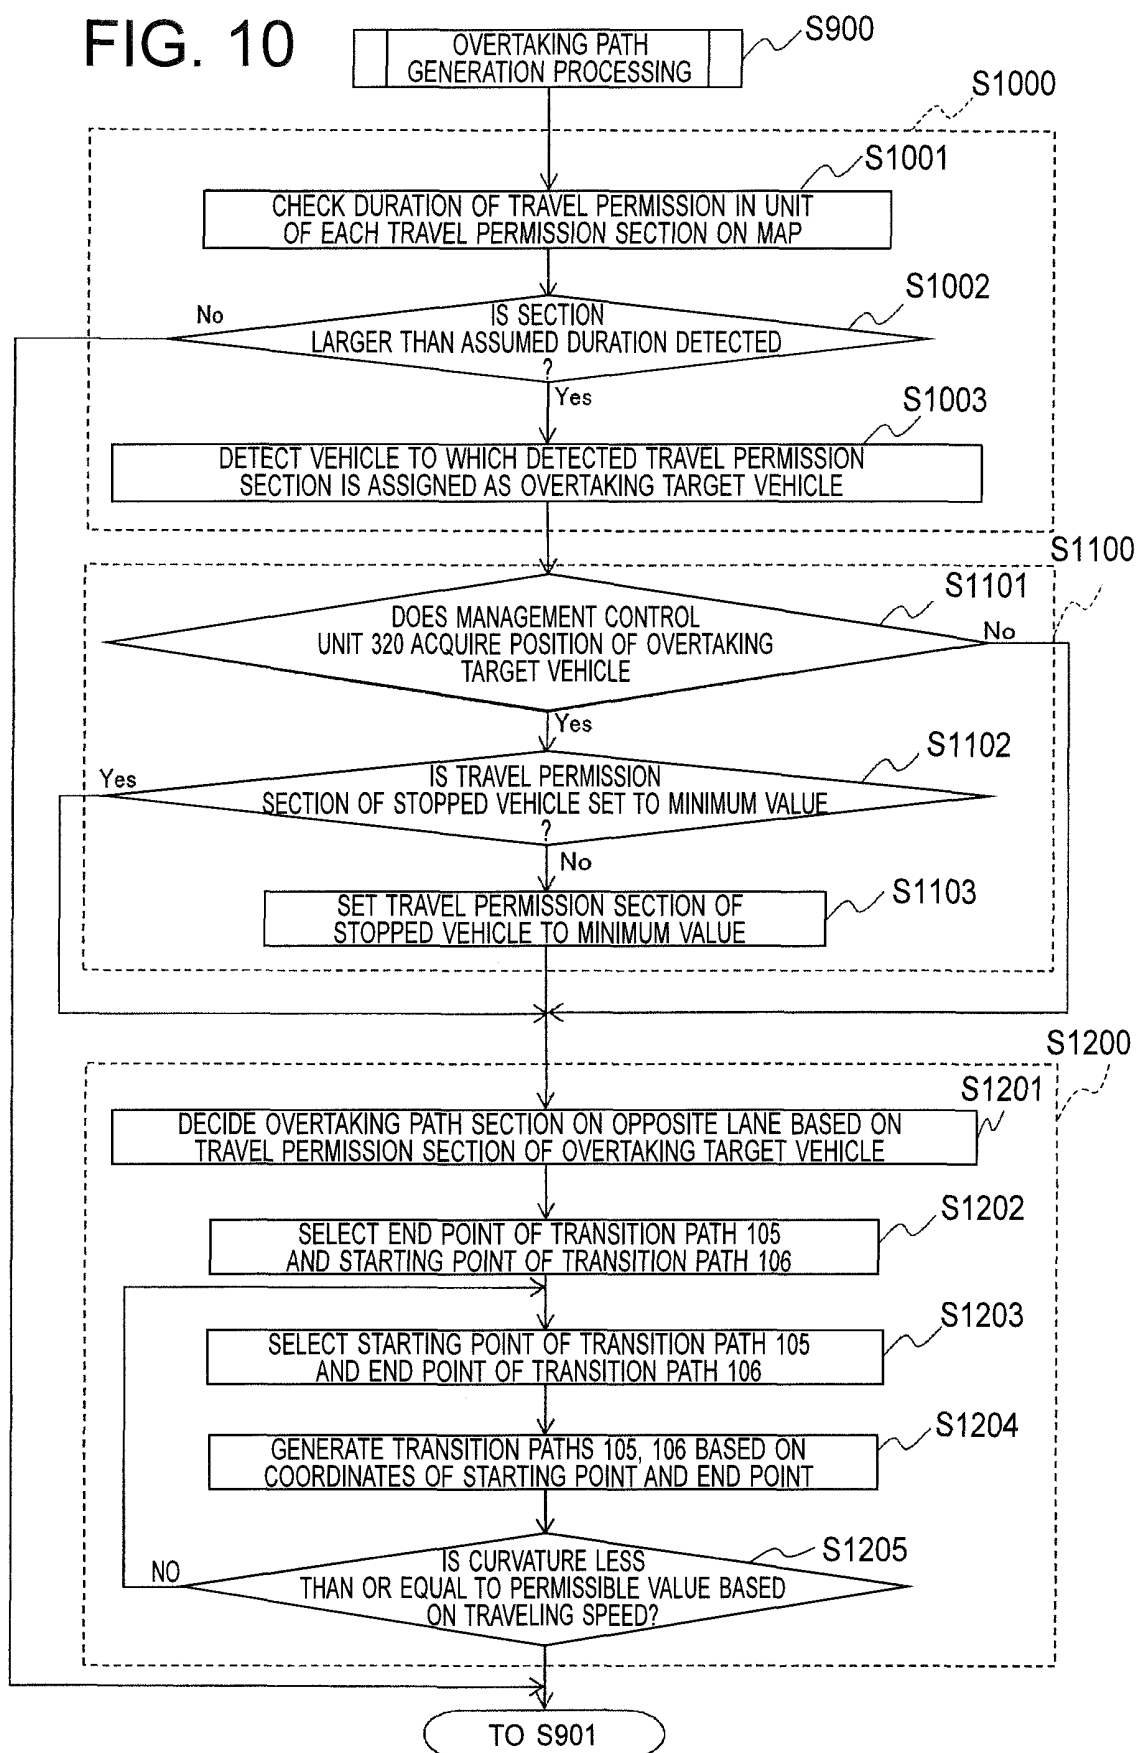 FIG. 10
OVERTAKING PATH
GENERATION PROCESSING
S900
S1000
S1001
CHECK DURATION OF TRAVEL PERMISSION IN UNIT
OF EACH TRAVEL PERMISSION SECTION ON MAP
S1002
No
IS SECTION
LARGER THAN ASSUMED DURATION DETECTED
?
Yes
S1003
DETECT VEHICLE TO WHICH DETECTED TRAVEL PERMISSION
SECTION IS ASSIGNED AS OVERTAKING TARGET VEHICLE
S1100
S1101
DOES MANAGEMENT CONTROL
UNIT 320 ACQUIRE POSITION OF OVERTAKING
TARGET VEHICLE
No
Yes
S1102
Yes
IS TRAVEL PERMISSION
SECTION OF STOPPED VEHICLE SET TO MINIMUM VALUE
?
No
S1103
SET TRAVEL PERMISSION SECTION OF
STOPPED VEHICLE TO MINIMUM VALUE
S1200
S1201
DECIDE OVERTAKING PATH SECTION ON OPPOSITE LANE BASED ON
TRAVEL PERMISSION SECTION OF OVERTAKING TARGET VEHICLE
S1202
SELECT END POINT OF TRANSITION PATH 105
AND STARTING POINT OF TRANSITION PATH 106
S1203
SELECT STARTING POINT OF TRANSITION PATH 105
AND END POINT OF TRANSITION PATH 106
S1204
GENERATE TRANSITION PATHS 105, 106 BASED ON
COORDINATES OF STARTING POINT AND END POINT
S1205
NO
IS CURVATURE LESS
THAN OR EQUAL TO PERMISSIBLE VALUE BASED
ON TRAVELING SPEED?
TO S901